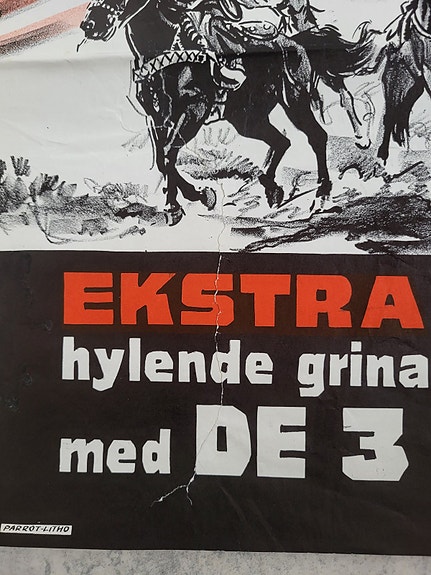 EKSTRA
hylende grina
med DE 3
PARROT-LITHO